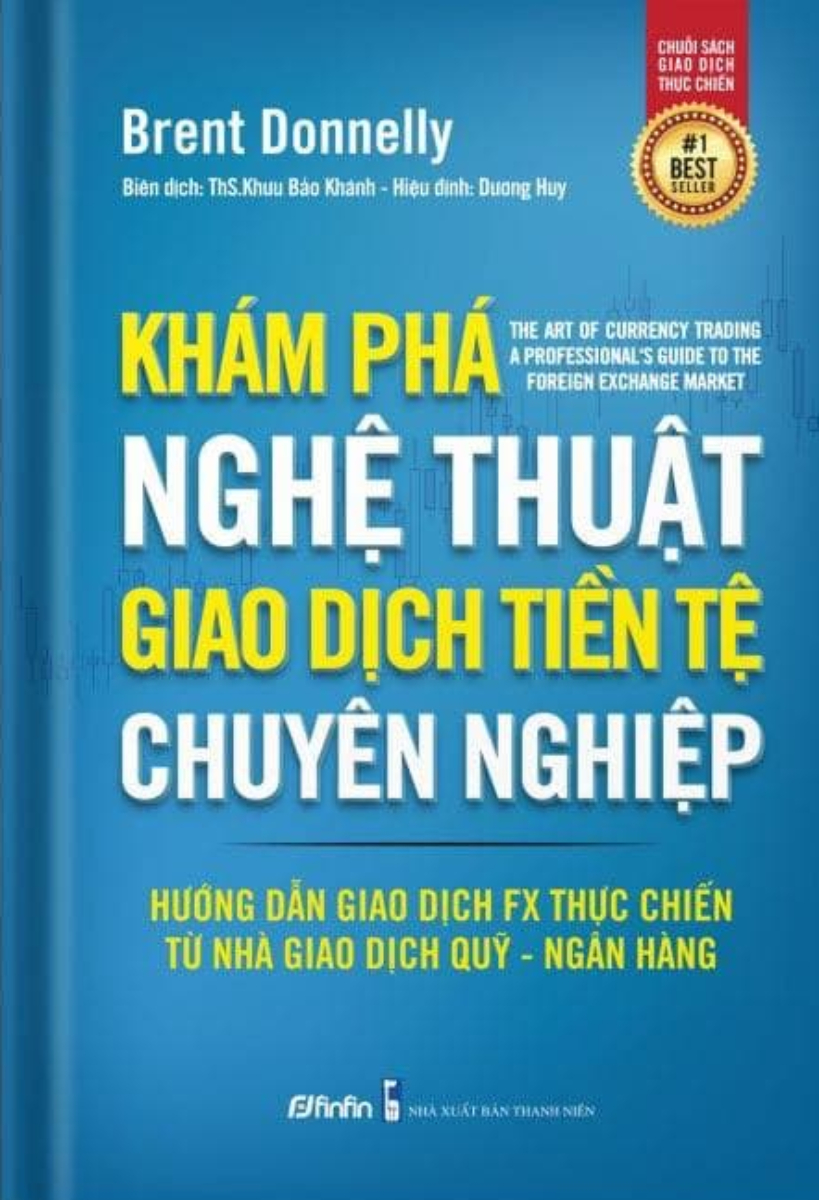 CHUỖI SÁCH
GIAO DỊCH
THỰC CHIẾN
#1
BEST
SELLER
Brent Donnelly
Biên dịch: ThS.Khưu Bảo Khánh - Hiệu đính: Dương Huy
KHÁM PHÁ
THE ART OF CURRENCY TRADING
A PROFESSIONAL'S GUIDE TO THE
FOREIGN EXCHANGE MARKET
NGHỆ THUẬT
GIAO DỊCH TIỀN TỆ
CHUYÊN NGHIỆP
HƯỚNG DẪN GIAO DỊCH FX THỰC CHIẾN
TỪ NHÀ GIAO DỊCH QUỸ - NGÂN HÀNG
finfin
NHÀ XUẤT BẢN THANH NIÊN